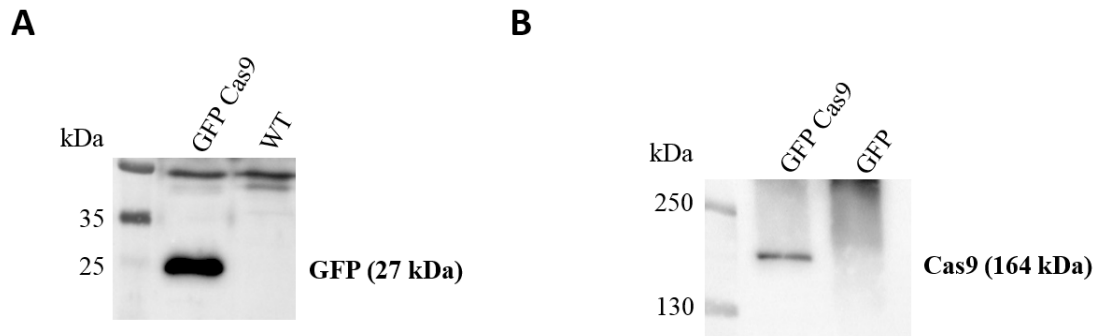 A
B
kDa
GFP Cas9
WT
35
25
GFP (27 kDa)
kDa
GFP Cas9
GFP
250
130
Cas9 (164 kDa)